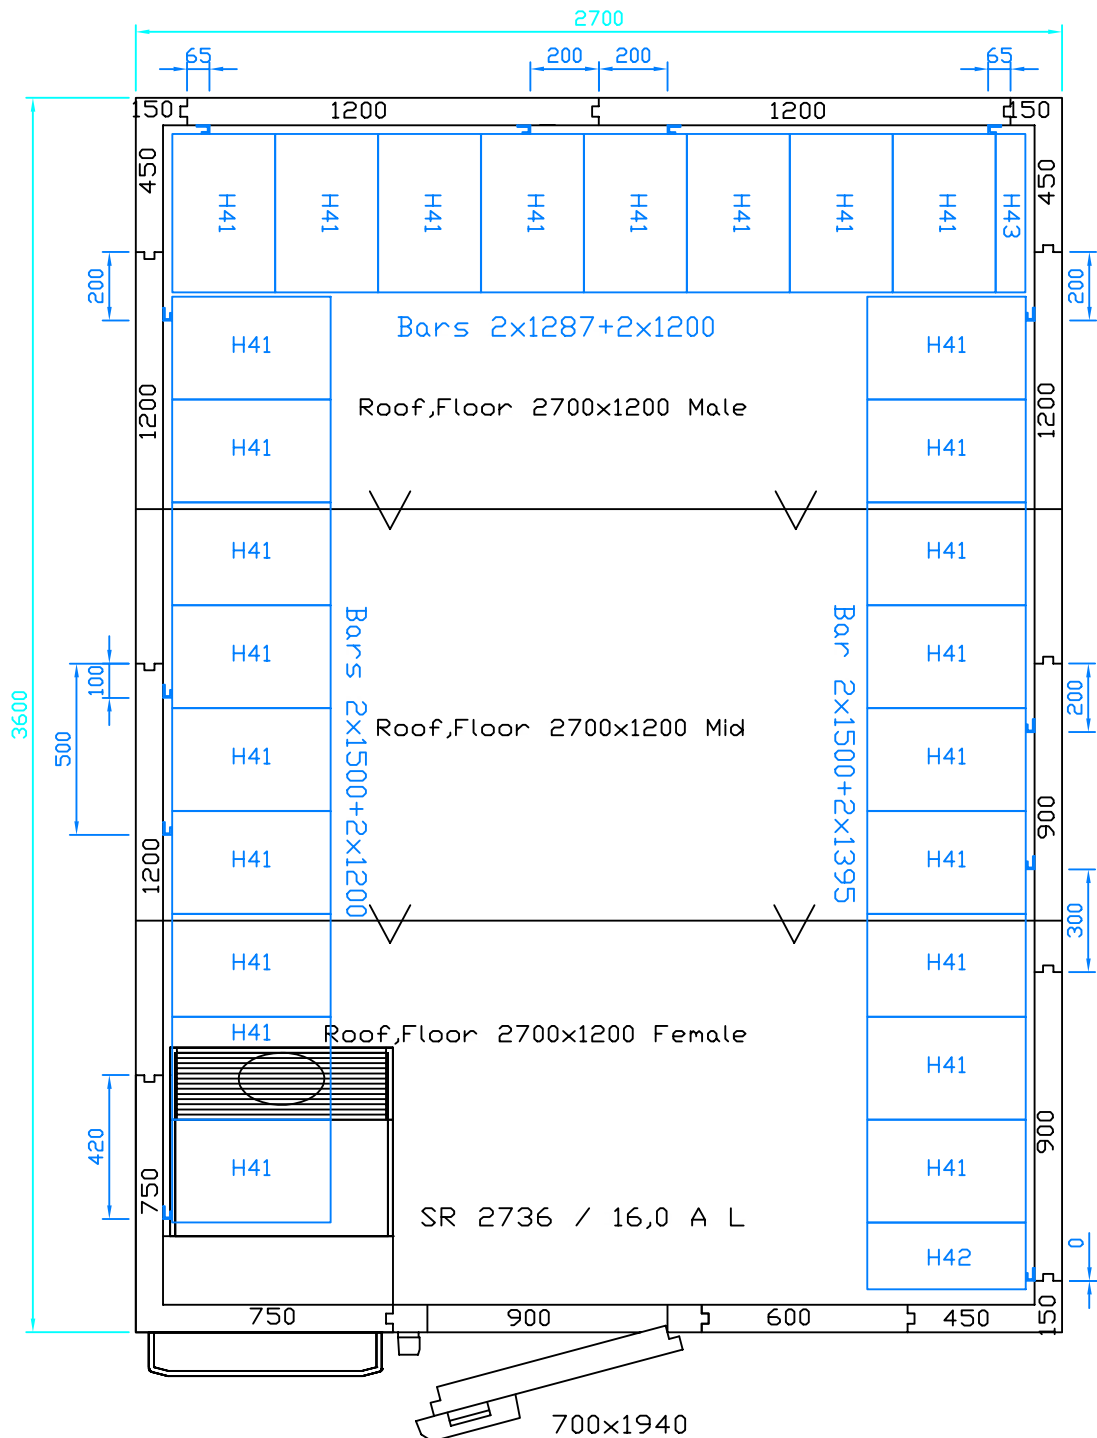 2700
65
200
200
65
150
1200
1200
150
450
450
H41
H41
H41
H41
H41
H41
H41
H41
H43
200
200
Bars 2x1287+2x1200
H41
H41
1200
1200
Roof,Floor 2700x1200 Male
H41
H41
H41
H41
Bars 2x1500+2x1200
Bar 2x1500+2x1395
H41
H41
100
200
3600
500
Roof,Floor 2700x1200 Mid
H41
H41
900
1200
H41
H41
300
H41
H41
H41
Roof,Floor 2700x1200 Female
H41
420
900
750
H41
H41
SR 2736 / 16,0 A L
0
H42
750
900
600
450
150
700x1940